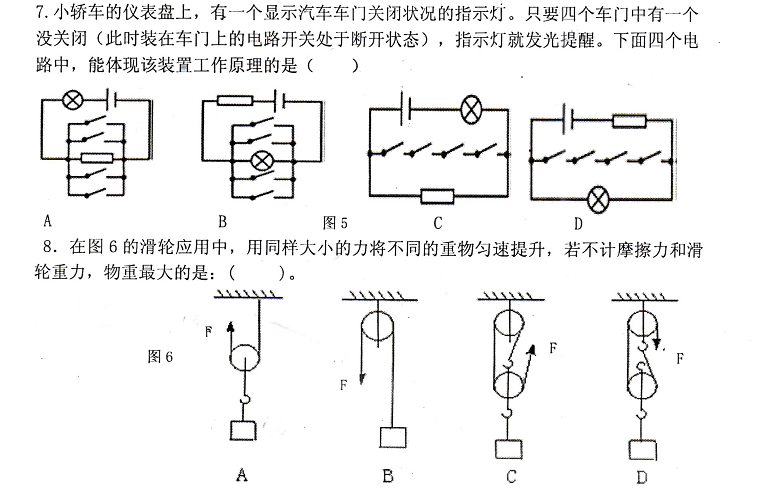 7.小轿车的仪表盘上，有一个显示汽车车门关闭状况的指示灯。只要四个车门中有一个
没关闭（此时装在车门上的电路开关处于断开状态），指示灯就发光提醒。下面四个电
路中，能体现该装置工作原理的是（　　）
A B 图5 C D
8．在图6的滑轮应用中，用同样大小的力将不同的重物匀速提升，若不计摩擦力和滑
轮重力，物重最大的是：(　　)。
F F F F
图6
A B C D